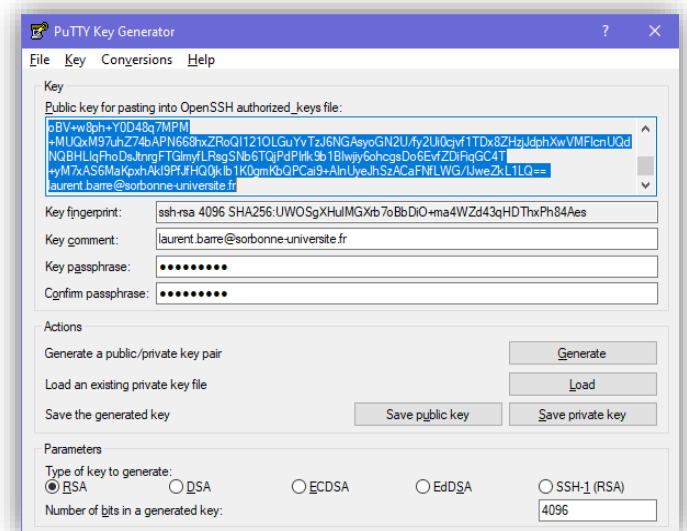 PuTTY Key Generator
? ×
File Key Conversions Help
Key
Public key for pasting into OpenSSH authorized_keys file:
oBV+w8ph+Y0D48q7MPM
+MUQxM97uhZ74bAPN668hxZRoQI121OLGuYvTzJ6NGAsyoGN2U/fy2Ui0cjvf1TDx8ZHzjJdphXwVMFIcnUQd
NQBHLlqFhoDsJtnrgFTGlmyfLRsgSNb6TQjPdPIrlk9b1Blwjiy6ohcgsDo6EvfZDiFiqGC4T
+yM7xAS6MaKpxhAkl9PfJfHQ0jkIb1K0gmKbQPCai9+AlnUyeJhSzACaFNfLWG/IJweZkL1LQ==
laurent.barre@sorbonne-universite.fr
Key fingerprint: ssh-rsa 4096 SHA256:UWOSgXHulMGXrb7oBbDiO+ma4WZd43qHDThxPh84Aes
Key comment: laurent.barre@sorbonne-universite.fr
Key passphrase: •••••••••
Confirm passphrase: •••••••••
Actions
Generate a public/private key pair Generate
Load an existing private key file Load
Save the generated key Save public key Save private key
Parameters
Type of key to generate:
RSA DSA ECDSA EdDSA SSH-1 (RSA)
Number of bits in a generated key: 4096